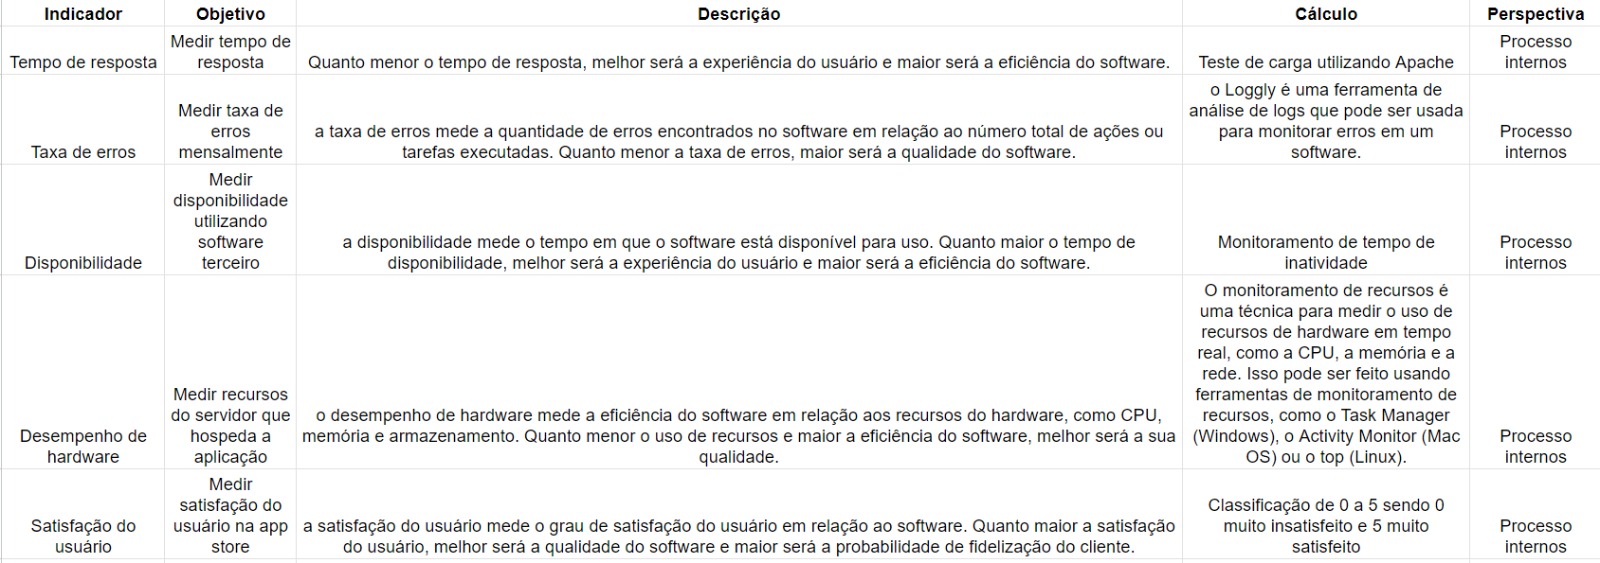 Indicador
Objetivo
Descrição
Cálculo
Perspectiva
Tempo de resposta
Medir tempo de
resposta
Quanto menor o tempo de resposta, melhor será a experiência do usuário e maior será a eficiência do software.
Teste de carga utilizando Apache
Processo
internos
Taxa de erros
Medir taxa de
erros
mensalmente
a taxa de erros mede a quantidade de erros encontrados no software em relação ao número total de ações ou
tarefas executadas. Quanto menor a taxa de erros, maior será a qualidade do software.
o Loggly é uma ferramenta de
análise de logs que pode ser usada
para monitorar erros em um
software.
Processo
internos
Disponibilidade
Medir
disponibilidade
utilizando
software
terceiro
a disponibilidade mede o tempo em que o software está disponível para uso. Quanto maior o tempo de
disponibilidade, melhor será a experiência do usuário e maior será a eficiência do software.
Monitoramento de tempo de
inatividade
Processo
internos
Desempenho de
hardware
Medir recursos
do servidor que
hospeda a
aplicação
o desempenho de hardware mede a eficiência do software em relação aos recursos do hardware, como CPU,
memória e armazenamento. Quanto menor o uso de recursos e maior a eficiência do software, melhor será a sua
qualidade.
O monitoramento de recursos é
uma técnica para medir o uso de
recursos de hardware em tempo
real, como a CPU, a memória e a
rede. Isso pode ser feito usando
ferramentas de monitoramento de
recursos, como o Task Manager
(Windows), o Activity Monitor (Mac
OS) ou o top (Linux).
Processo
internos
Satisfação do
usuário
Medir
satisfação do
usuário na app
store
a satisfação do usuário mede o grau de satisfação do usuário em relação ao software. Quanto maior a satisfação
do usuário, melhor será a qualidade do software e maior será a probabilidade de fidelização do cliente.
Classificação de 0 a 5 sendo 0
muito insatisfeito e 5 muito
satisfeito
Processo
internos